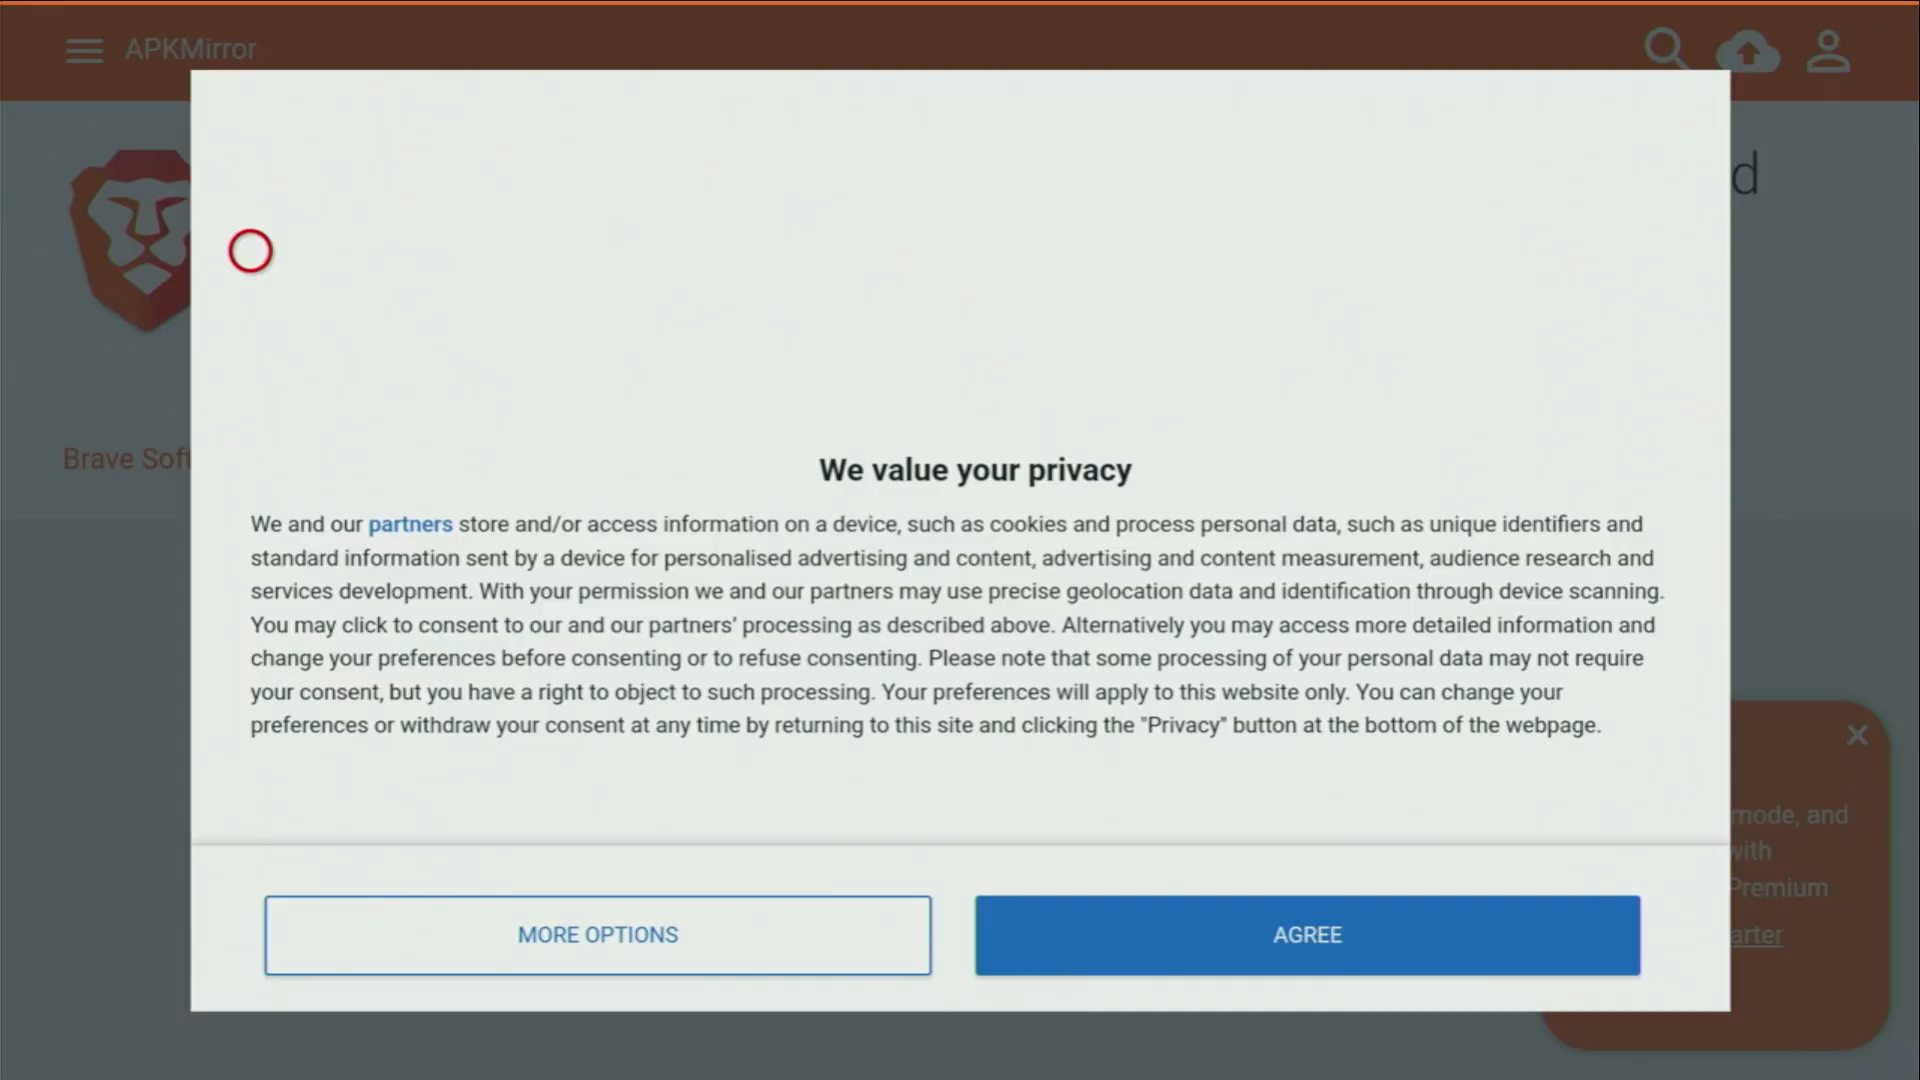 APKMirror
d
Brave Soft
We value your privacy
We and our partners store and/or access information on a device, such as cookies and process personal data, such as unique identifiers and
standard information sent by a device for personalised advertising and content, advertising and content measurement, audience research and
services development. With your permission we and our partners may use precise geolocation data and identification through device scanning.
You may click to consent to our and our partners’ processing as described above. Alternatively you may access more detailed information and
change your preferences before consenting or to refuse consenting. Please note that some processing of your personal data may not require
your consent, but you have a right to object to such processing. Your preferences will apply to this website only. You can change your
preferences or withdraw your consent at any time by returning to this site and clicking the "Privacy" button at the bottom of the webpage.
mode, and
with
Premium
arter
MORE OPTIONS
AGREE